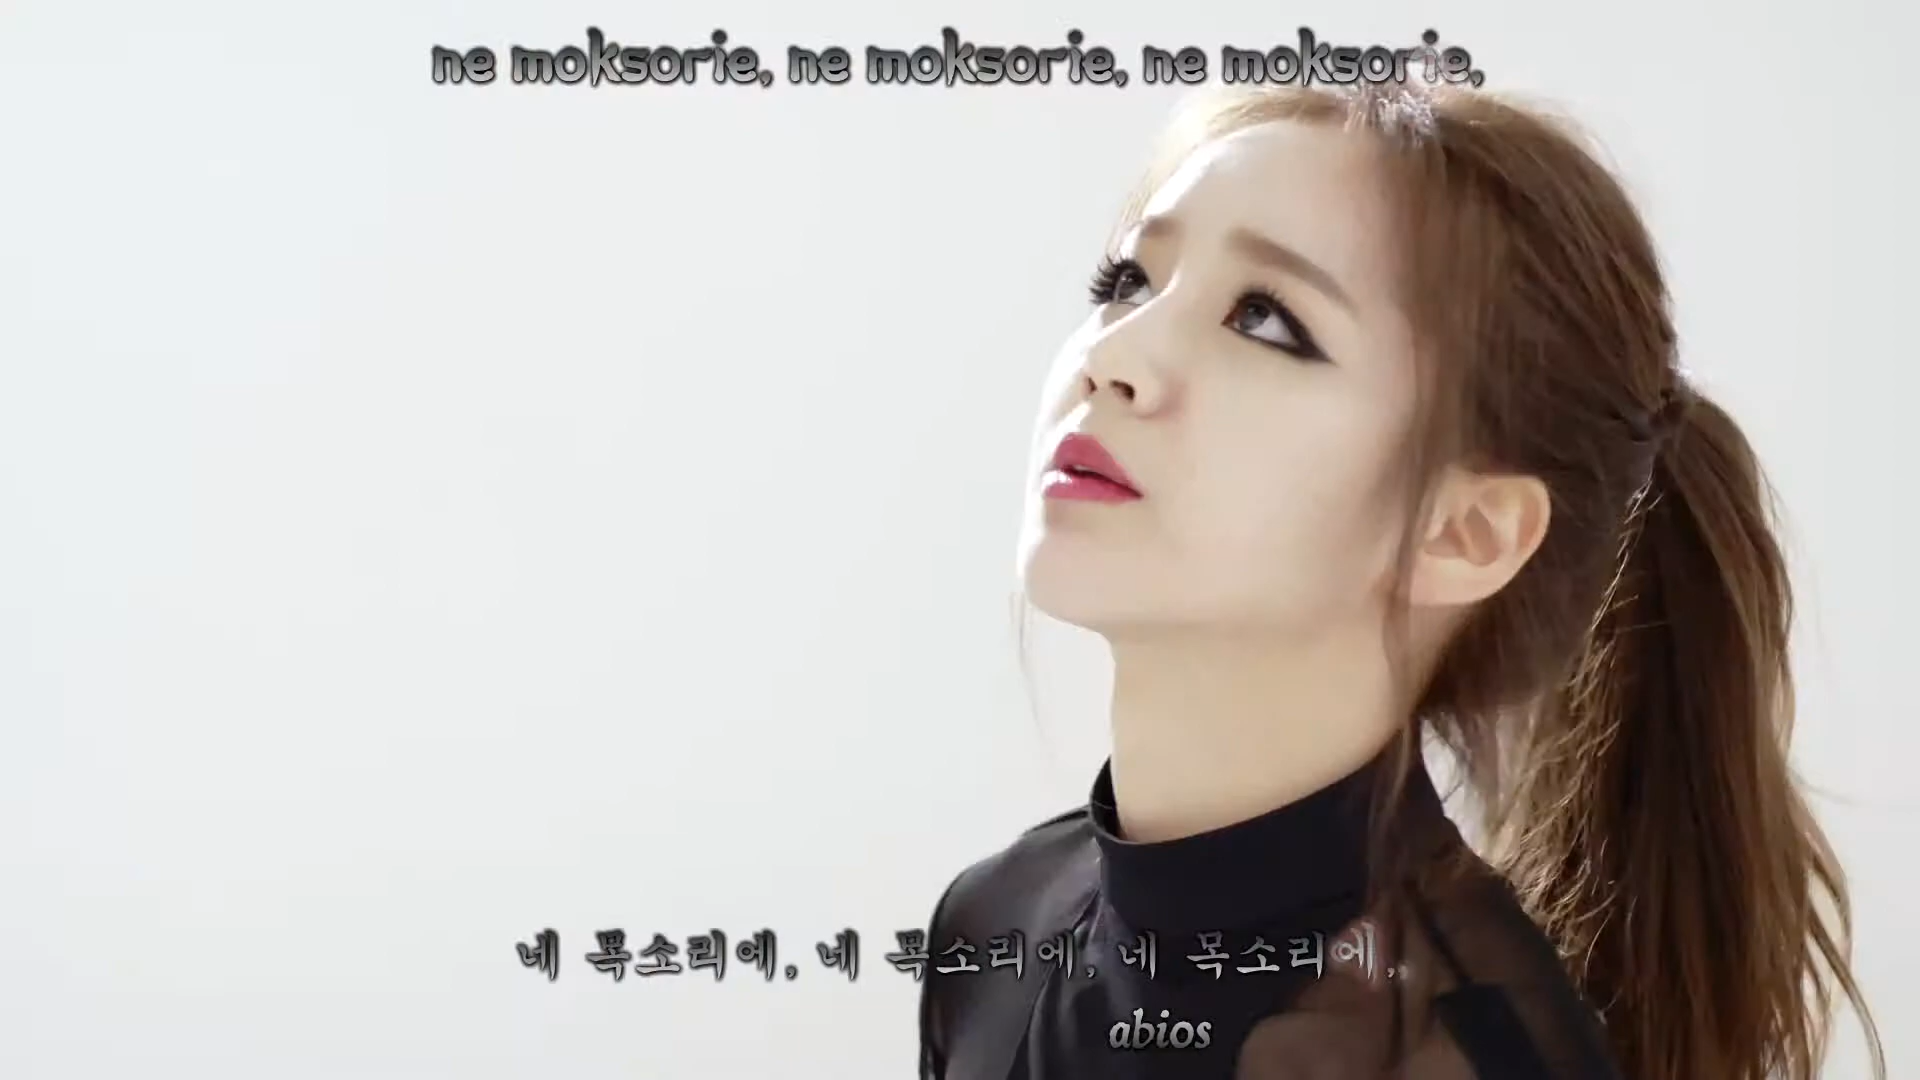 ne moksorie, ne moksorie, ne moksorie,
네 목소리에, 네 목소리에, 네 목소리에,
abios